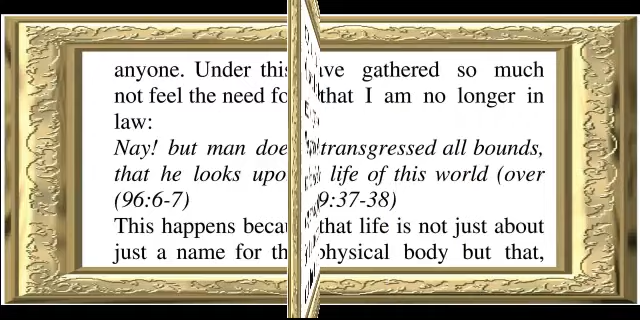 anyone. Under this ave gathered so much
not feel the need fo that I am no longer in
law:
Nay! but man doe transgressed all bounds,
that he looks upo life of this world (over
(96:6-7) 9:37-38)
This happens becau that life is not just about
just a name for th physical body but that,